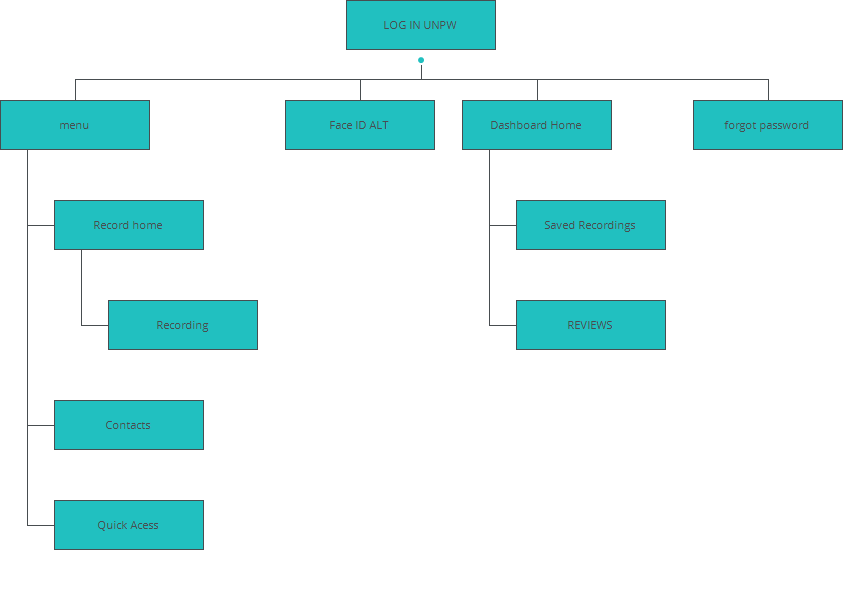 LOG IN UNPW
menu
Face ID ALT
Dashboard Home
forgot password
Record home
Saved Recordings
Recording
REVIEWS
Contacts
Quick Acess